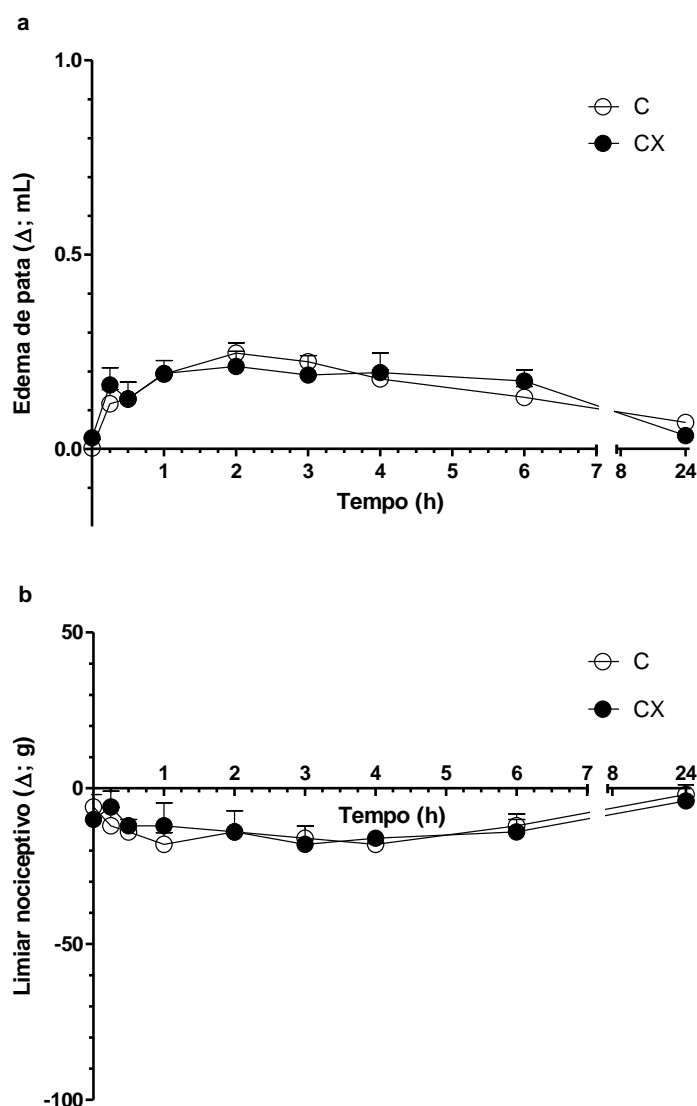 a
1.0
0.5
0.0
Edema de pata (Δ; mL)
C
CX
1 2 3 4 5 6 7 8 24
Tempo (h)
b
50
0
-50
-100
Limiar nociceptivo (Δ; g)
C
CX
1 2 3 4 5 6 7 8 24
Tempo (h)